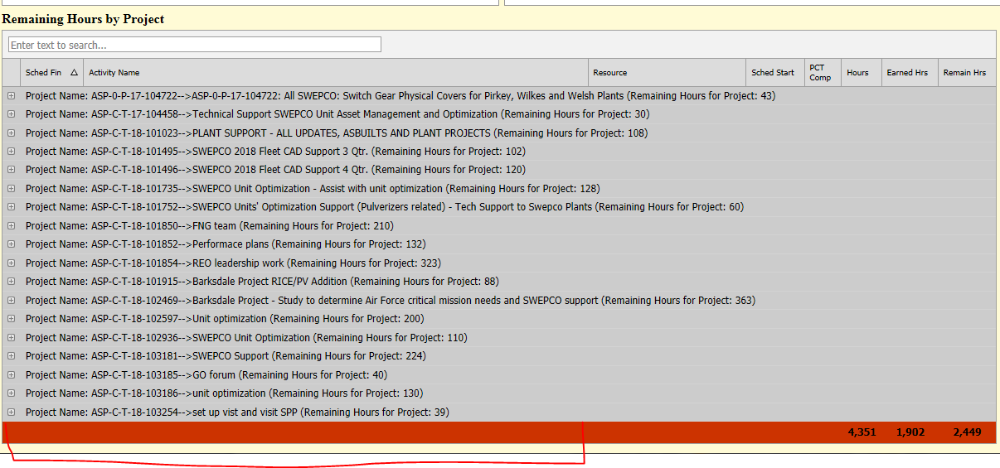 Remaining Hours by Project
Enter text to search...
Sched Fin Activity Name Resource Sched Start PCT Comp Hours Earned Hrs Remain Hrs
Project Name: ASP-0-P-17-104722-->ASP-0-P-17-104722: All SWEPCO: Switch Gear Physical Covers for Pirkey, Wilkes and Welsh Plants (Remaining Hours for Project: 43)
Project Name: ASP-C-T-17-104458-->Technical Support SWEPCO Unit Asset Management and Optimization (Remaining Hours for Project: 30)
Project Name: ASP-C-T-18-101023-->PLANT SUPPORT - ALL UPDATES, ASBUILTS AND PLANT PROJECTS (Remaining Hours for Project: 108)
Project Name: ASP-C-T-18-101495-->SWEPCO 2018 Fleet CAD Support 3 Qtr. (Remaining Hours for Project: 102)
Project Name: ASP-C-T-18-101496-->SWEPCO 2018 Fleet CAD Support 4 Qtr. (Remaining Hours for Project: 120)
Project Name: ASP-C-T-18-101735-->SWEPCO Unit Optimization - Assist with unit optimization (Remaining Hours for Project: 128)
Project Name: ASP-C-T-18-101752-->SWEPCO Units' Optimization Support (Pulverizers related) - Tech Support to Swepco Plants (Remaining Hours for Project: 60)
Project Name: ASP-C-T-18-101850-->FNG team (Remaining Hours for Project: 210)
Project Name: ASP-C-T-18-101852-->Performace plans (Remaining Hours for Project: 132)
Project Name: ASP-C-T-18-101854-->REO leadership work (Remaining Hours for Project: 323)
Project Name: ASP-C-T-18-101915-->Barksdale Project RICE/PV Addition (Remaining Hours for Project: 88)
Project Name: ASP-C-T-18-102469-->Barksdale Project - Study to determine Air Force critical mission needs and SWEPCO support (Remaining Hours for Project: 363)
Project Name: ASP-C-T-18-102597-->Unit optimization (Remaining Hours for Project: 200)
Project Name: ASP-C-T-18-102936-->SWEPCO Unit Optimization (Remaining Hours for Project: 110)
Project Name: ASP-C-T-18-103181-->SWEPCO Support (Remaining Hours for Project: 224)
Project Name: ASP-C-T-18-103185-->GO forum (Remaining Hours for Project: 40)
Project Name: ASP-C-T-18-103186-->unit optimization (Remaining Hours for Project: 130)
Project Name: ASP-C-T-18-103254-->set up vist and visit SPP (Remaining Hours for Project: 39)
4,351 1,902 2,449